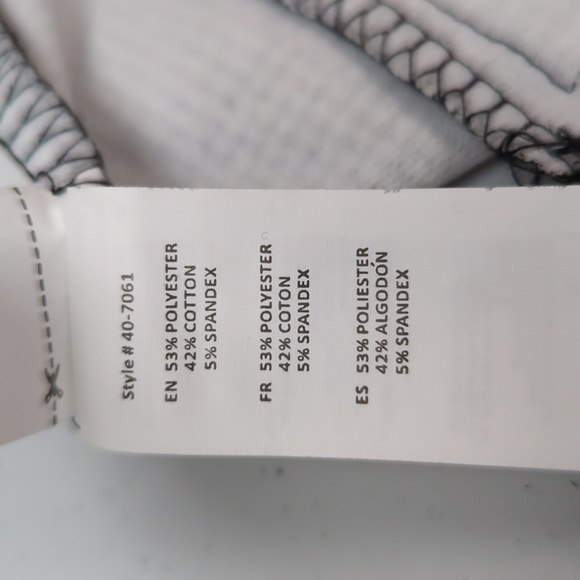 Style # 40-7061
EN 53% POLYESTER
42% COTTON
5% SPANDEX
FR 53% POLYESTER
42% COTON
5% SPANDEX
ES 53% POLIESTER
42% ALGODÓN
5% SPANDEX